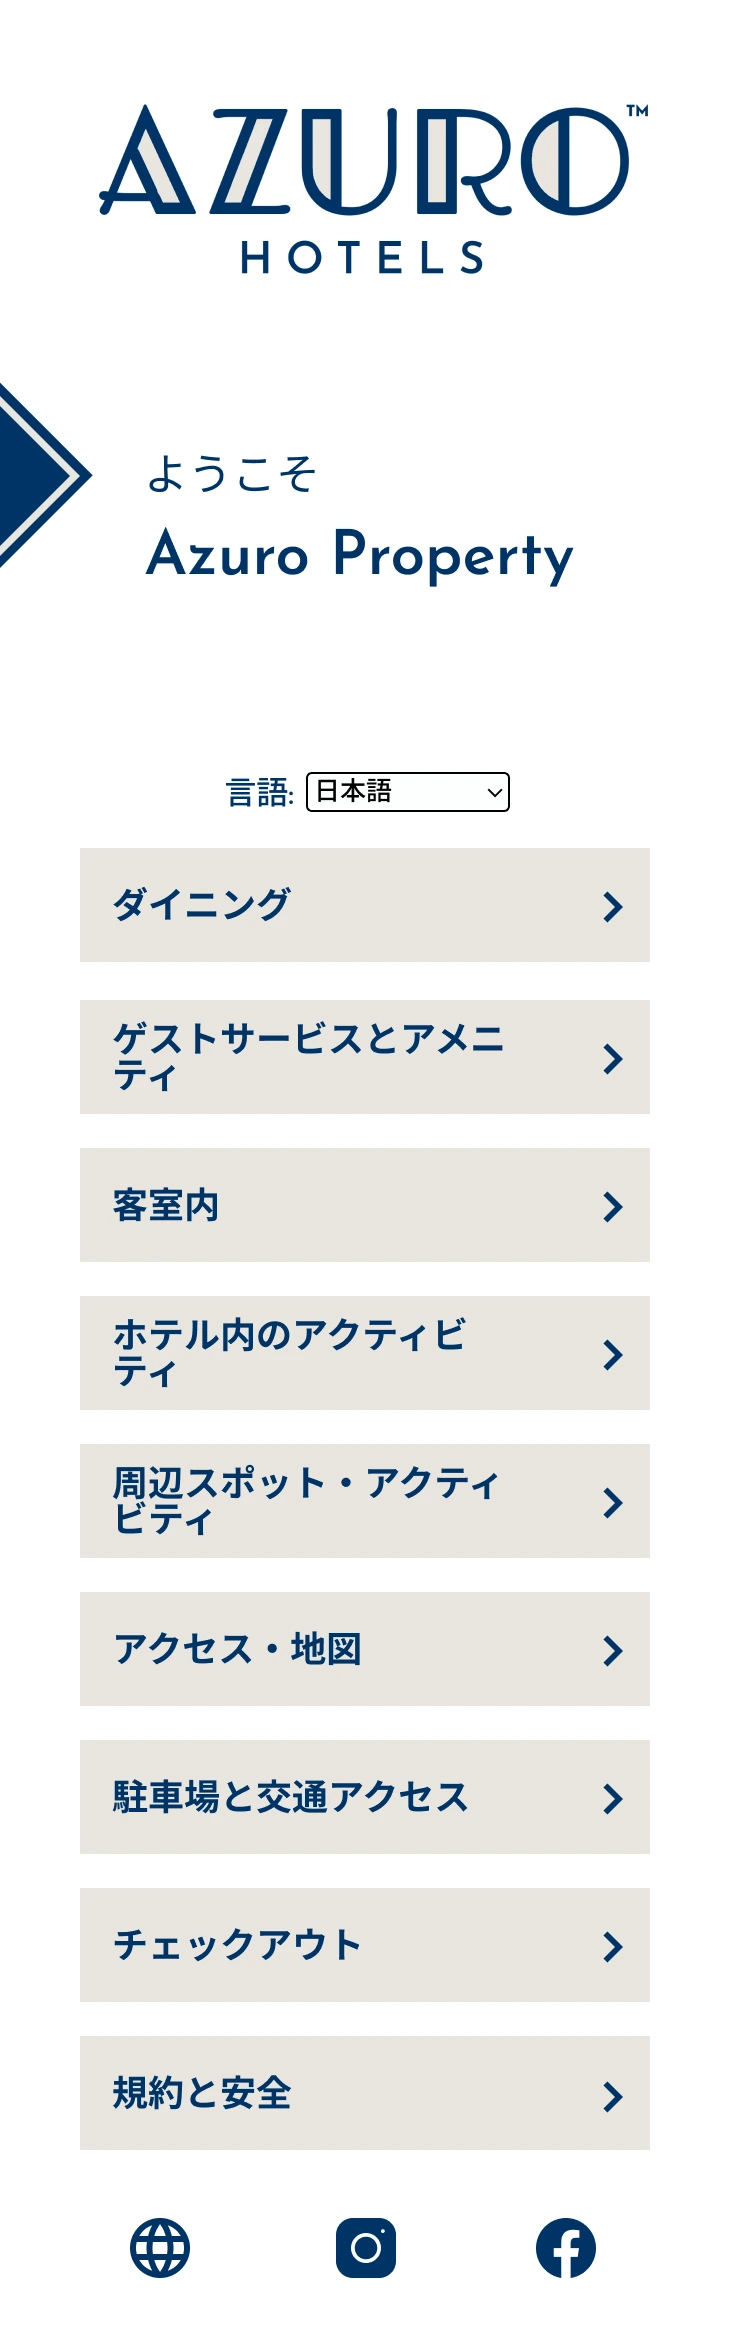 AZURO™
HOTELS
ようこそ
Azuro Property
言語: 日本語
ダイニング
ゲストサービスとアメニ
ティ
客室内
ホテル内のアクティビ
ティ
周辺スポット・アクティ
ビティ
アクセス・地図
駐車場と交通アクセス
チェックアウト
規約と安全